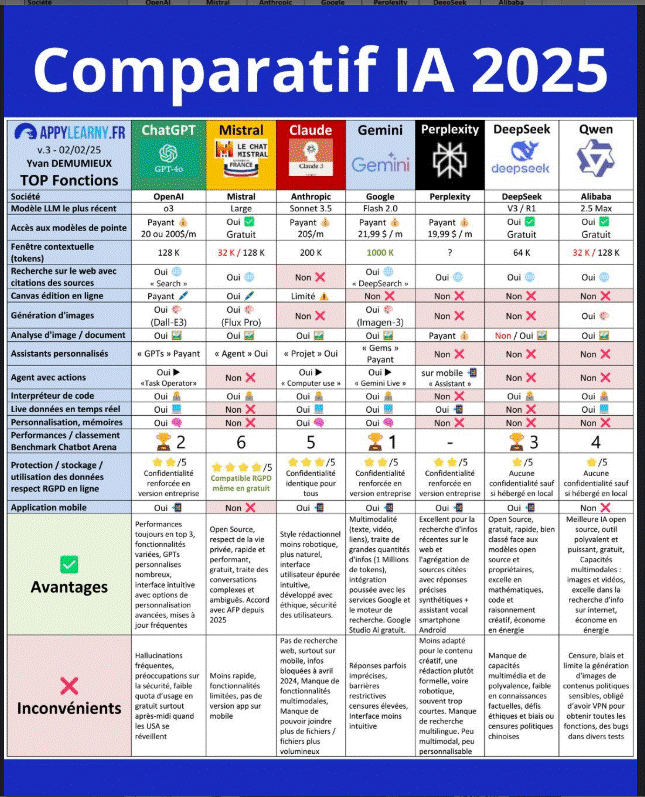 Société OpenAI Mistral Anthropic Google Perplexity DeepSeek Alibaba
Comparatif IA 2025
APPYLEARNY.FR
v.3 - 02/02/25
Yvan DEMUMIEUX
TOP Fonctions
ChatGPT
GPT-4o
Mistral
LE CHAT
MISTRAL
FRANCE
Claude
Claude 3
Gemini
Gemini
Perplexity
DeepSeek
deepseek
Qwen
Société OpenAI Mistral Anthropic Google Perplexity DeepSeek Alibaba
Modèle LLM le plus récent o3 Large Sonnet 3.5 Flash 2.0 V3 / R1 2.5 Max
Accès aux modèles de pointe
Payant
20 ou 200$/m
Oui
Gratuit
Payant
20$/m
Payant
21,99 $ / m
Payant
19,99 $ / m
Oui
Gratuit
Oui
Gratuit
Fenêtre contextuelle
(tokens)
128 K 32 K / 128 K 200 K 1000 K ? 64 K 32 K / 128 K
Recherche sur le web avec
citations des sources
Oui
« Search »
Oui
Non
Oui
« DeepSearch »
Oui
Oui
Oui
Canvas édition en ligne Payant Oui Limité Non Non Non Non
Génération d'images
Oui
(Dall-E3)
Oui
(Flux Pro)
Non
Oui
(Imagen-3)
Non
Non
Oui
Analyse d'image / document Oui Oui Oui Oui Payant Non / Oui Oui
Assistants personnalisés
« GPTs » Payant
« Agent » Oui
« Projet » Oui
« Gems »
Payant
Non
Non
Non
Agent avec actions
Oui
«Task Operator»
Non
Oui
« Computer use »
Oui
« Gemini Live »
sur mobile
« Assistant »
Non
Non
Interpréteur de code Oui Oui Oui Oui Non Oui Oui
Live données en temps réel Oui Non Oui Oui Oui Non Non
Personnalisation, mémoires Oui Non Oui Oui Non Non Non
Performances / classement
Benchmark Chatbot Arena
2 6 5 1 - 3 4
Protection / stockage /
utilisation des données
respect RGPD en ligne
/5
Confidentialité
renforcée en
version entreprise
/5
Compatible RGPD
même en gratuit
/5
Confidentialité
identique pour
tous
/5
Confidentialité
renforcée en
version entreprise
/5
Confidentialité
renforcée en
version entreprise
/5
Aucune
confidentialité sauf
si hébergé en local
/5
Aucune
confidentialité sauf
si hébergé en local
Application mobile Oui Non Oui Oui Oui Oui Non
Avantages
Performances
toujours en top 3,
fonctionnalités
variées, GPTs
personnalises
nombreux,
interface intuitive
avec options de
personnalisation
avancées, mises à
jour fréquentes
Open Source,
respect de la vie
privée, rapide et
performant,
gratuit, traite des
conversations
complexes et
ambiguës. Accord
avec AFP depuis
2025
Style rédactionnel
moins robotique,
plus naturel,
interface
utilisateur épurée
intuitive,
développé avec
éthique, sécurité
des utilisateurs.
Multimodalité
(texte, vidéo,
liens), traite de
grandes quantités
d'infos (1 Millions
de tokens),
intégration
poussée avec les
services Google et
le moteur de
recherche. Google
Studio AI gratuit.
Excellent pour la
recherche d'infos
récentes sur le
web et
l'agrégation de
sources citées
avec réponses
précises
synthétiques +
assistant vocal
smartphone
Android
Open Source,
gratuit, rapide, bien
classé face aux
modèles open
source et
propriétaires,
excelle en
mathématiques,
code et
raisonnement
créatif, économe
en énergie
Meilleure IA open
source, outil
polyvalent et
puissant, gratuit,
Capacités
multimodales :
images et vidéos,
excelle dans la
recherche d'info
sur internet,
économe en
énergie
Inconvénients
Hallucinations
fréquentes,
préoccupations sur
la sécurité, faible
quota d'usage en
gratuit surtout
après-midi quand
les USA se
réveillent
Moins rapide,
fonctionnalités
limitées, pas de
version app sur
mobile
Pas de recherche
web, surtout sur
mobile, infos
bloquées à avril
2024, Manque de
fonctionnalités
multimodales,
Manque de
pouvoir joindre
plus de fichiers /
fichiers plus
volumineux
Réponses parfois
imprécises,
barrières
restrictives
censures élevées,
Interface moins
intuitive
Moins adapté
pour le contenu
créatif, une
rédaction plutôt
formelle, voire
robotique,
souvent trop
courtes. Manque
de recherche
multilingue. Peu
multimodal, peu
personnalisable
Manque de
capacités
multimédia et de
polyvalence, faible
en connaissances
factuelles, défis
éthiques et biais ou
censures politiques
chinoises
Censure, biais et
limite la génération
d'images de
contenus politiques
sensibles, obligé
d'avoir VPN pour
obtenir toutes les
fonctions, des bugs
dans divers tests